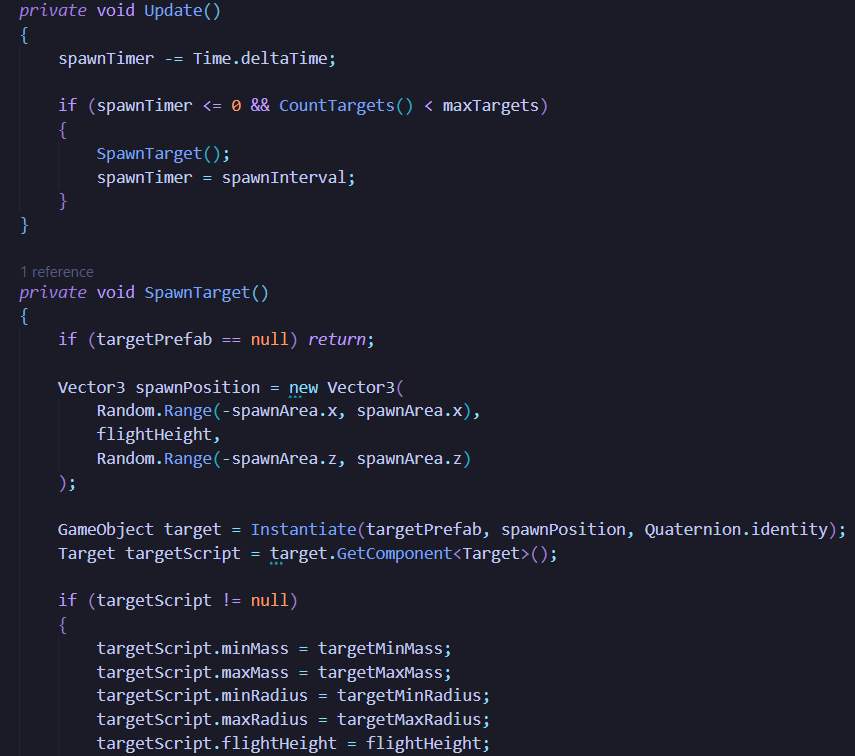 private void Update()
{
    spawnTimer -= Time.deltaTime;

    if (spawnTimer <= 0 && CountTargets() < maxTargets)
    {
        SpawnTarget();
        spawnTimer = spawnInterval;
    }
}

1 reference
private void SpawnTarget()
{
    if (targetPrefab == null) return;

    Vector3 spawnPosition = new Vector3(
        Random.Range(-spawnArea.x, spawnArea.x),
        flightHeight,
        Random.Range(-spawnArea.z, spawnArea.z)
    );

    GameObject target = Instantiate(targetPrefab, spawnPosition, Quaternion.identity);
    Target targetScript = target.GetComponent<Target>();

    if (targetScript != null)
    {
        targetScript.minMass = targetMinMass;
        targetScript.maxMass = targetMaxMass;
        targetScript.minRadius = targetMinRadius;
        targetScript.maxRadius = targetMaxRadius;
        targetScript.flightHeight = flightHeight;